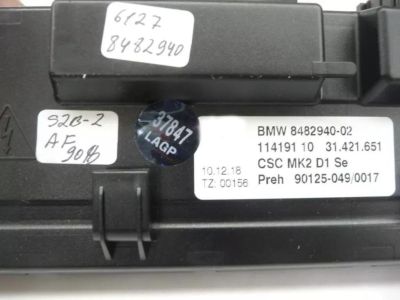 6127
8482940
S2B-2
AF
90
37847
LAGP
BMW 8482940-02
114191 10 31.421.651
CSC MK2 D1 Se
10.12.18
TZ: 00156
Preh 90125-049/0017